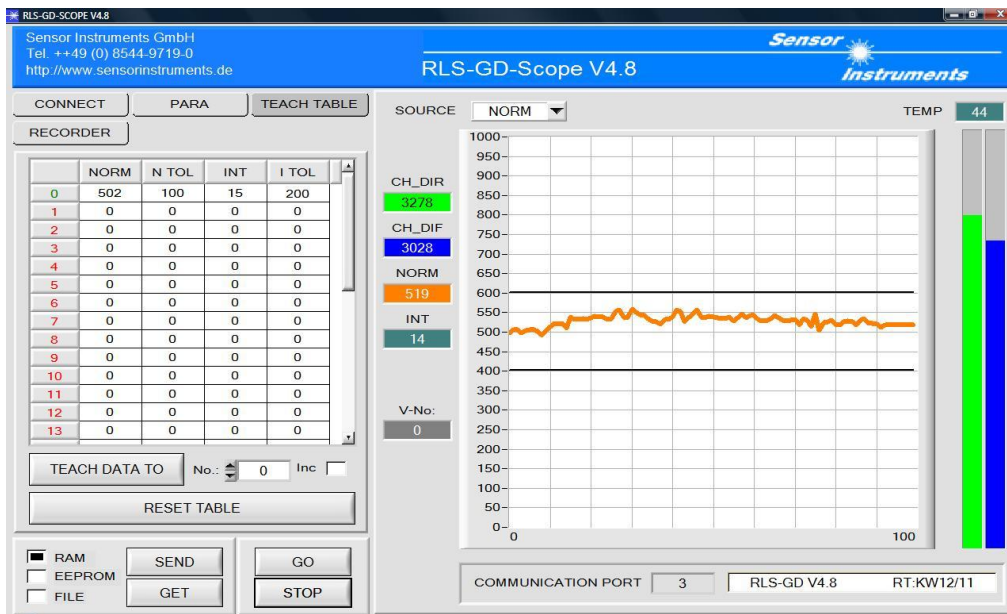 RLS-GD-SCOPE V4.8
Sensor Instruments GmbH
Tel. ++49 (0) 8544-9719-0
http://www.sensorinstruments.de
RLS-GD-Scope V4.8
Sensor
Instruments
CONNECT PARA TEACH TABLE
RECORDER
NORM N TOL INT I TOL
0 502 100 15 200
1 0 0 0 0
2 0 0 0 0
3 0 0 0 0
4 0 0 0 0
5 0 0 0 0
6 0 0 0 0
7 0 0 0 0
8 0 0 0 0
9 0 0 0 0
10 0 0 0 0
11 0 0 0 0
12 0 0 0 0
13 0 0 0 0
TEACH DATA TO No.: 0 Inc
RESET TABLE
RAM
EEPROM
FILE
SEND
GET
GO
STOP
SOURCE NORM
TEMP 44
CH_DIR
3278
CH_DIF
3028
NORM
519
INT
14
V-No:
0
1000
950
900
850
800
750
700
650
600
550
500
450
400
350
300
250
200
150
100
50
0
0 100
COMMUNICATION PORT 3 RLS-GD V4.8 RT:KW12/11